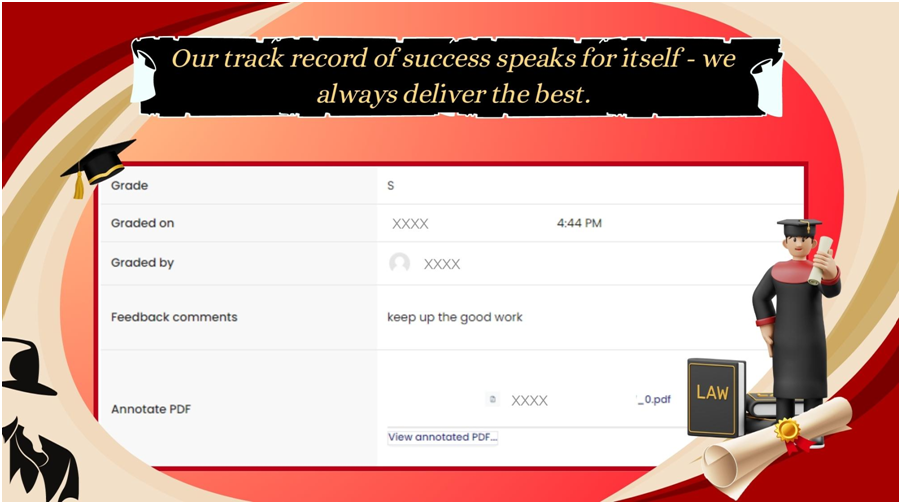 Our track record of success speaks for itself - we
always deliver the best.
Grade S
Graded on XXXX 4:44 PM
Graded by XXXX
Feedback comments keep up the good work
Annotate PDF XXXX _0.pdf
View annotated PDF...
LAW